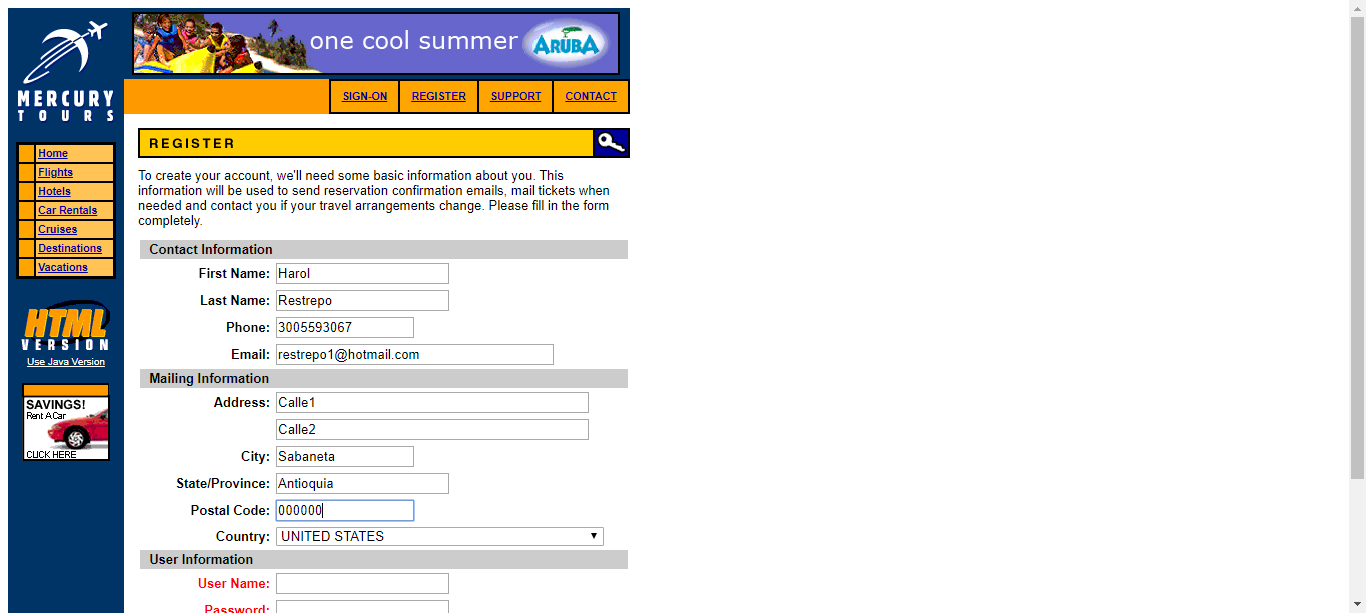 one cool summer ARUBA
MERCURY
TOURS
SIGN-ON REGISTER SUPPORT CONTACT
REGISTER
Home
Flights
Hotels
Car Rentals
Cruises
Destinations
Vacations
HTML
VERSION
Use Java Version
SAVINGS!
Rent A Car
CLICK HERE
To create your account, we'll need some basic information about you. This
information will be used to send reservation confirmation emails, mail tickets when
needed and contact you if your travel arrangements change. Please fill in the form
completely.
Contact Information
First Name: Harol
Last Name: Restrepo
Phone: 3005593067
Email: restrepo1@hotmail.com
Mailing Information
Address: Calle1
Calle2
City: Sabaneta
State/Province: Antioquia
Postal Code: 000000
Country: UNITED STATES
User Information
User Name:
Password: